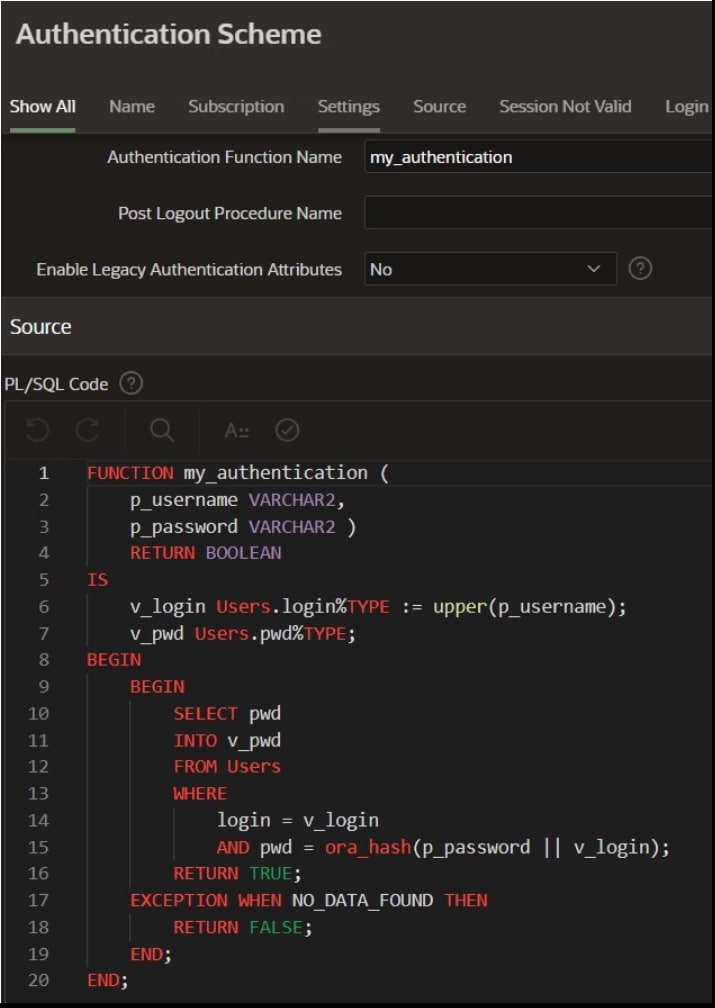 Authentication Scheme
Show All Name Subscription Settings Source Session Not Valid Login
Authentication Function Name my_authentication
Post Logout Procedure Name
Enable Legacy Authentication Attributes No ?
Source
PL/SQL Code ?
A
1 FUNCTION my_authentication (
2 p_username VARCHAR2,
3 p_password VARCHAR2 )
4 RETURN BOOLEAN
5 IS
6 v_login Users.login%TYPE := upper(p_username);
7 v_pwd Users.pwd%TYPE;
8 BEGIN
9 BEGIN
10 SELECT pwd
11 INTO v_pwd
12 FROM Users
13 WHERE
14 login = v_login
15 AND pwd = ora_hash(p_password || v_login);
16 RETURN TRUE;
17 EXCEPTION WHEN NO_DATA_FOUND THEN
18 RETURN FALSE;
19 END;
20 END;